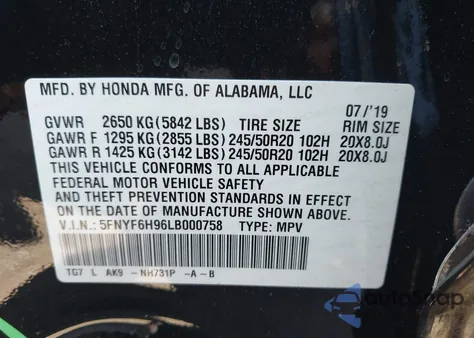 MFD. BY HONDA MFG. OF ALABAMA, LLC
07/'19
GVWR 2650 KG(5842 LBS) TIRE SIZE RIM SIZE
GAWR F 1295 KG(2855 LBS) 245/50R20 102H 20X8.0J
GAWR R 1425 KG(3142 LBS) 245/50R20 102H 20X8.0J
THIS VEHICLE CONFORMS TO ALL APPLICABLE
FEDERAL MOTOR VEHICLE SAFETY
AND THEFT PREVENTION STANDARDS IN EFFECT
ON THE DATE OF MANUFACTURE SHOWN ABOVE.
V.I.N.: 5FNYF6H96LB000758 TYPE: MPV
TG7 L AK9 - NH731P -A-B
AutoSnap